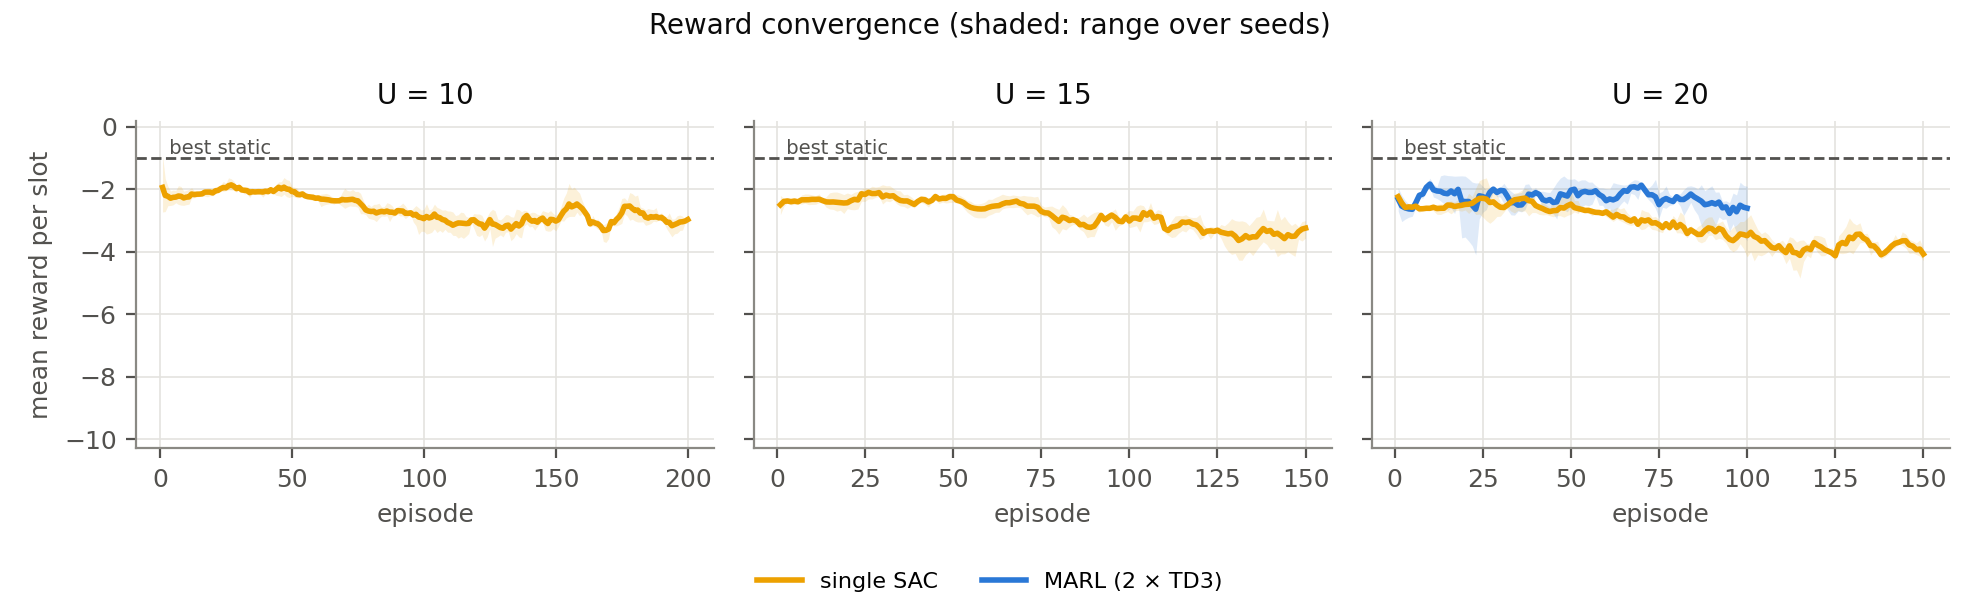 Reward convergence (shaded: range over seeds)
U = 10
U = 15
U = 20
mean reward per slot
0
−2
−4
−6
−8
−10
best static
best static
best static
0 50 100 150 200
0 25 50 75 100 125 150
0 25 50 75 100 125 150
episode
episode
episode
single SAC
MARL (2 × TD3)